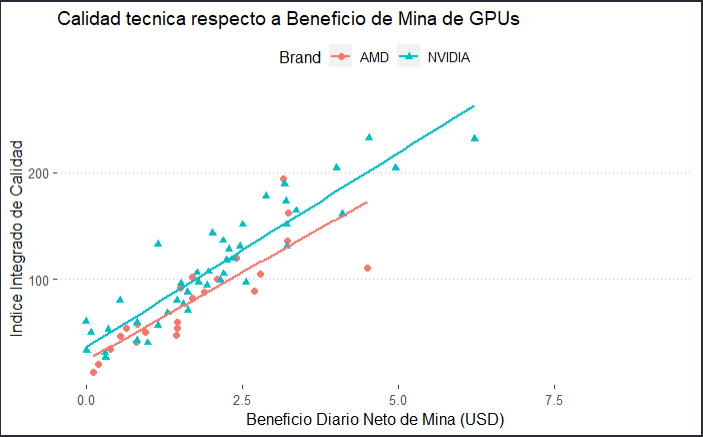 Calidad tecnica respecto a Beneficio de Mina de GPUs
Brand AMD NVIDIA
Indice Integrado de Calidad
200
100
0.0 2.5 5.0 7.5
Beneficio Diario Neto de Mina (USD)